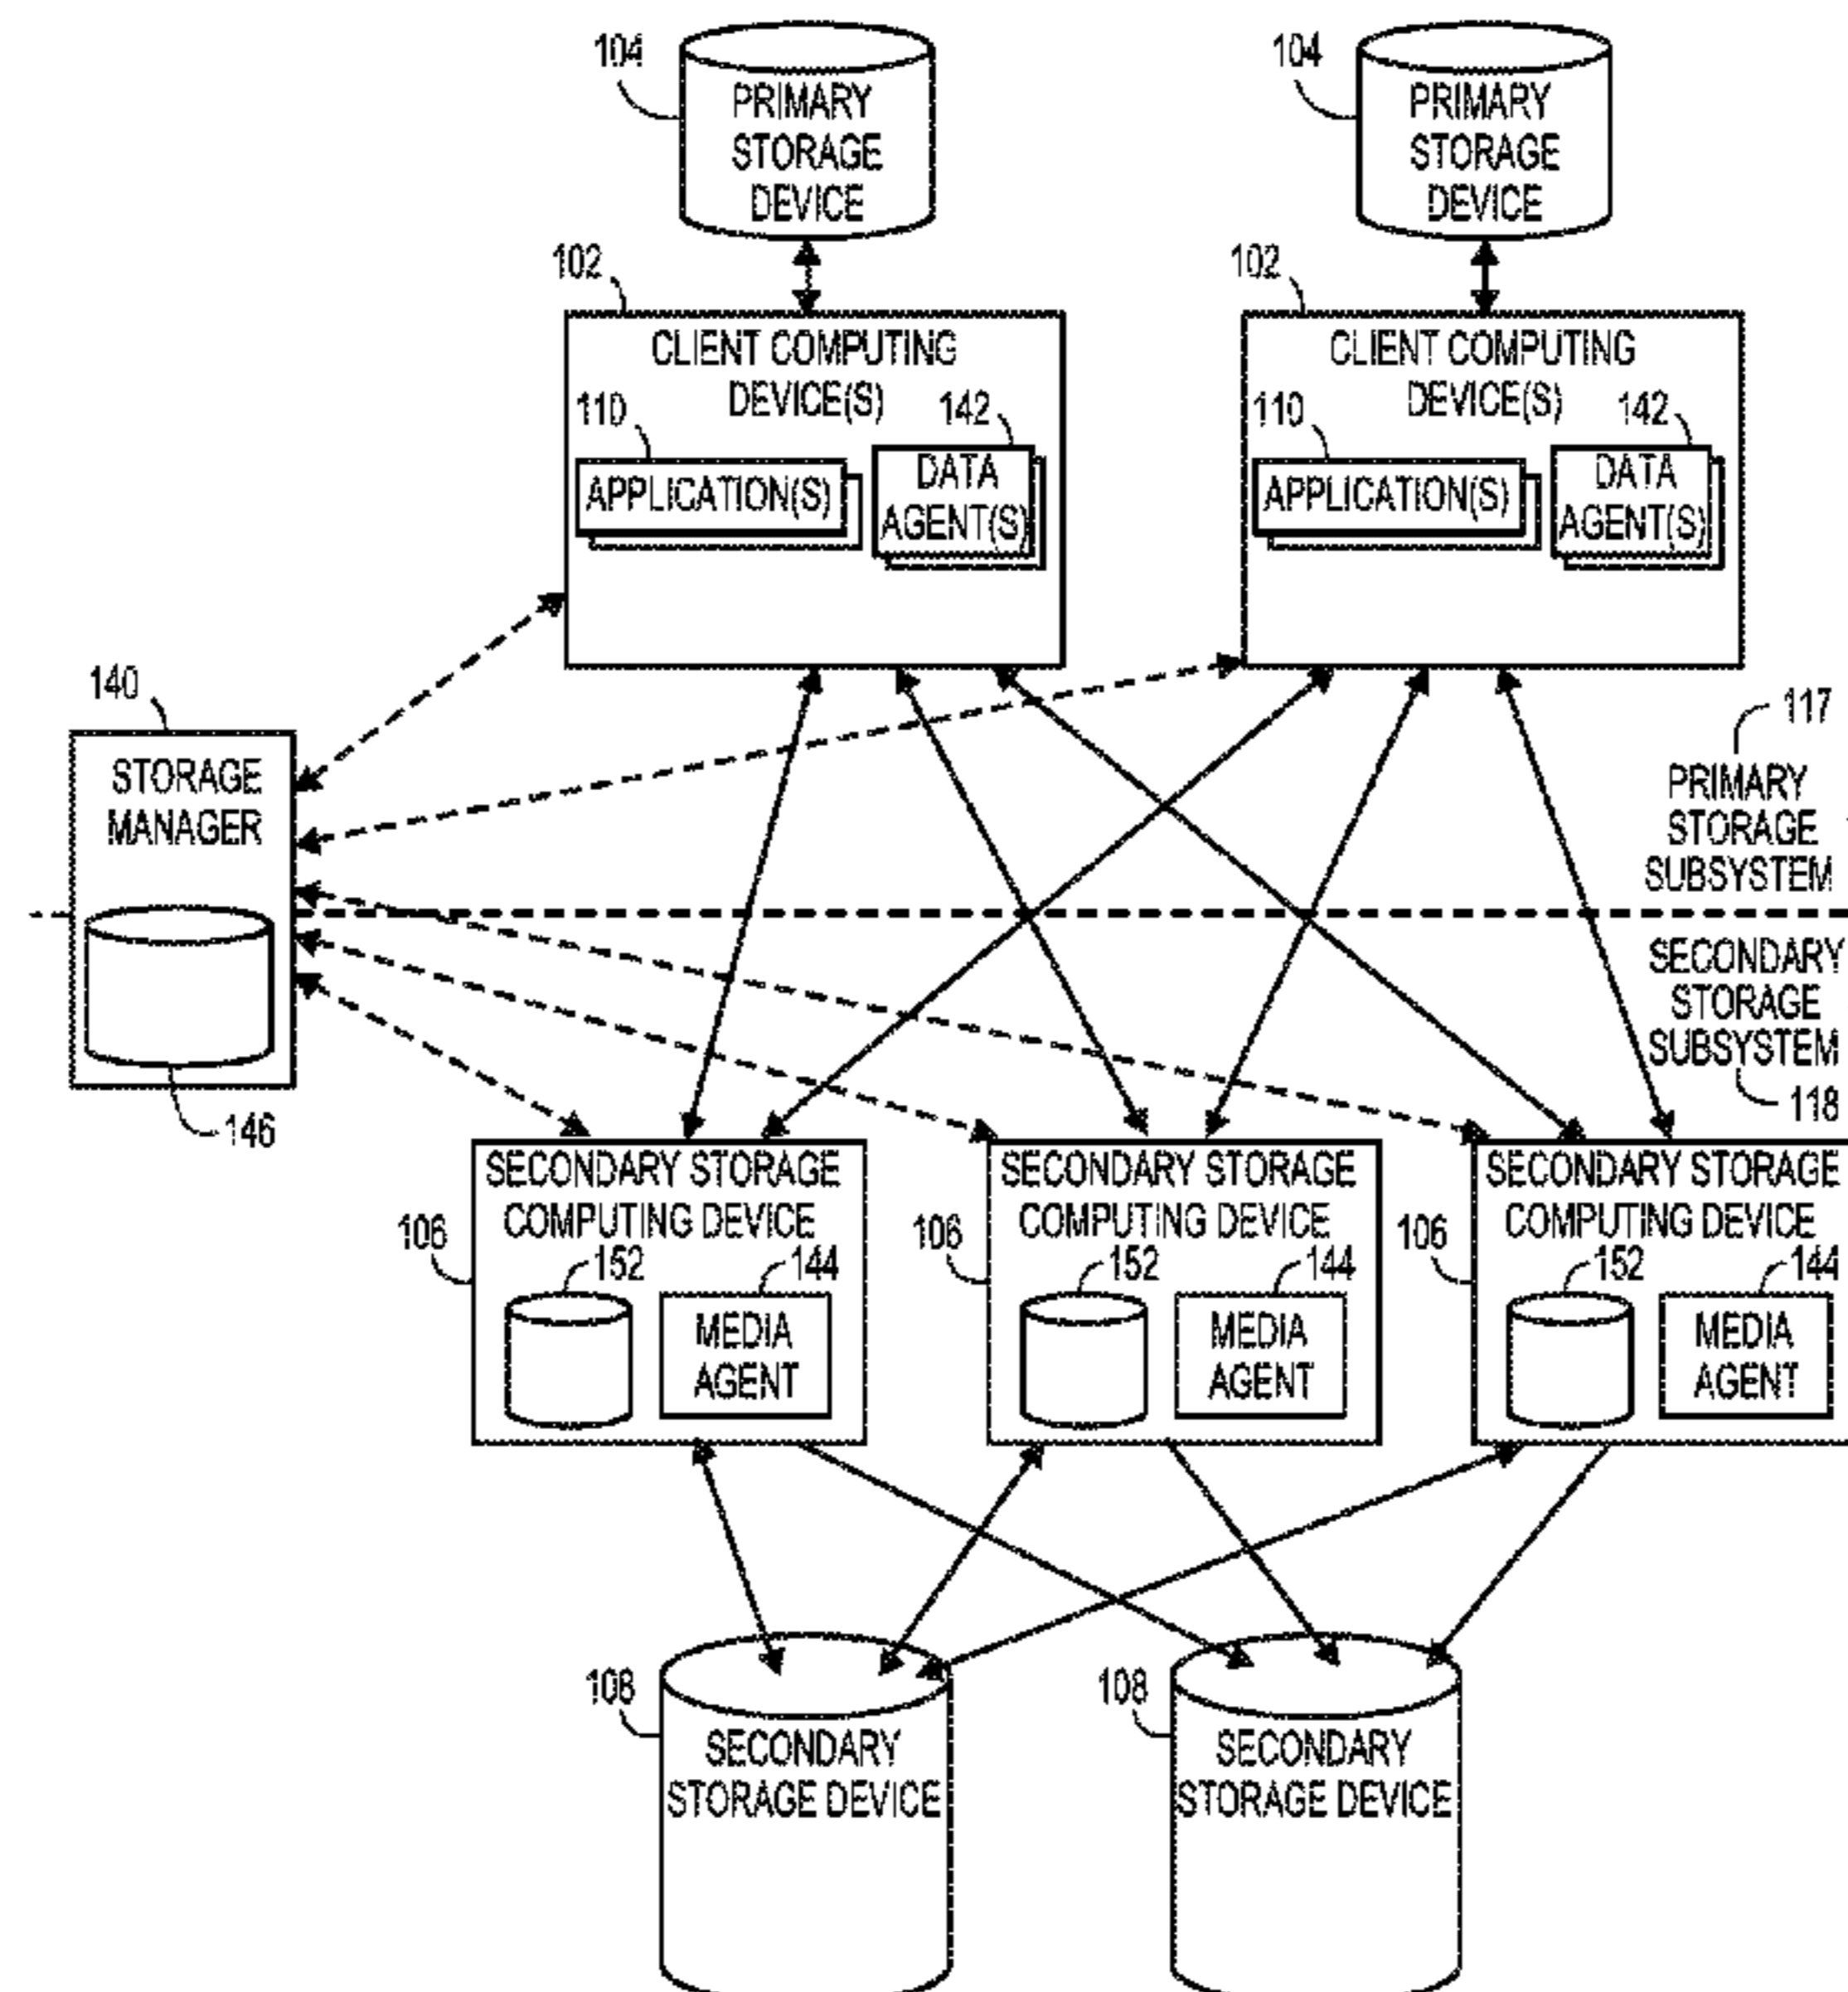 104
PRIMARY
STORAGE
DEVICE
104
PRIMARY
STORAGE
DEVICE
102
CLIENT COMPUTING
DEVICE(S)
110
142
APPLICATION(S)
DATA
AGENT(S)
102
CLIENT COMPUTING
DEVICE(S)
110
142
APPLICATION(S)
DATA
AGENT(S)
140
STORAGE
MANAGER
146
117
PRIMARY
STORAGE
SUBSYSTEM
SECONDARY
STORAGE
SUBSYSTEM
118
SECONDARY STORAGE
COMPUTING DEVICE
106
152
144
MEDIA
AGENT
SECONDARY STORAGE
COMPUTING DEVICE
106
152
144
MEDIA
AGENT
SECONDARY STORAGE
COMPUTING DEVICE
106
152
144
MEDIA
AGENT
108
SECONDARY
STORAGE DEVICE
108
SECONDARY
STORAGE DEVICE